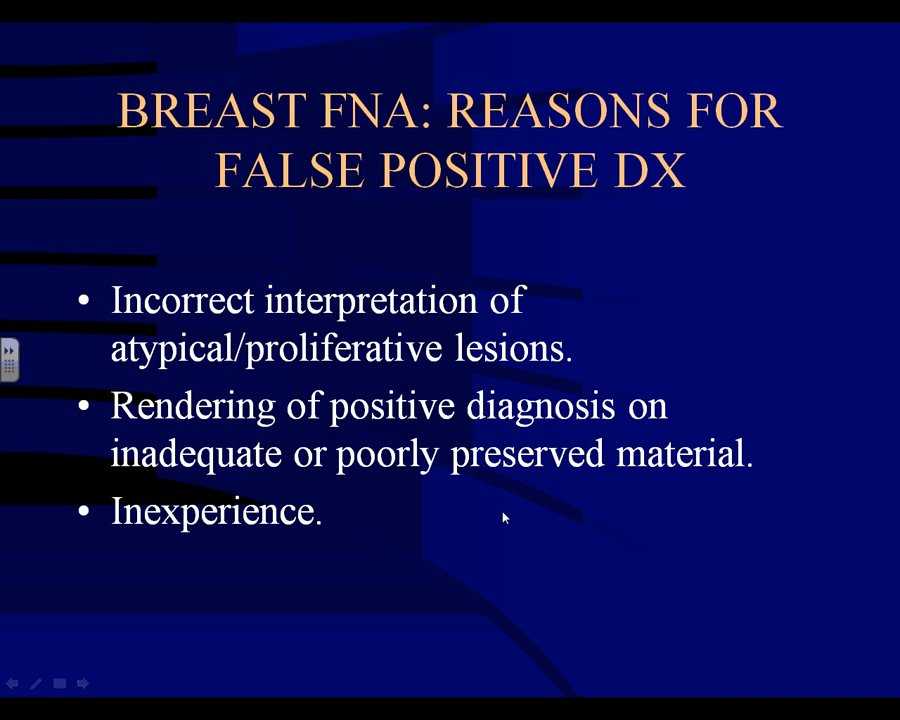 BREAST FNA: REASONS FOR
FALSE POSITIVE DX
• Incorrect interpretation of
atypical/proliferative lesions.
• Rendering of positive diagnosis on
inadequate or poorly preserved material.
• Inexperience.